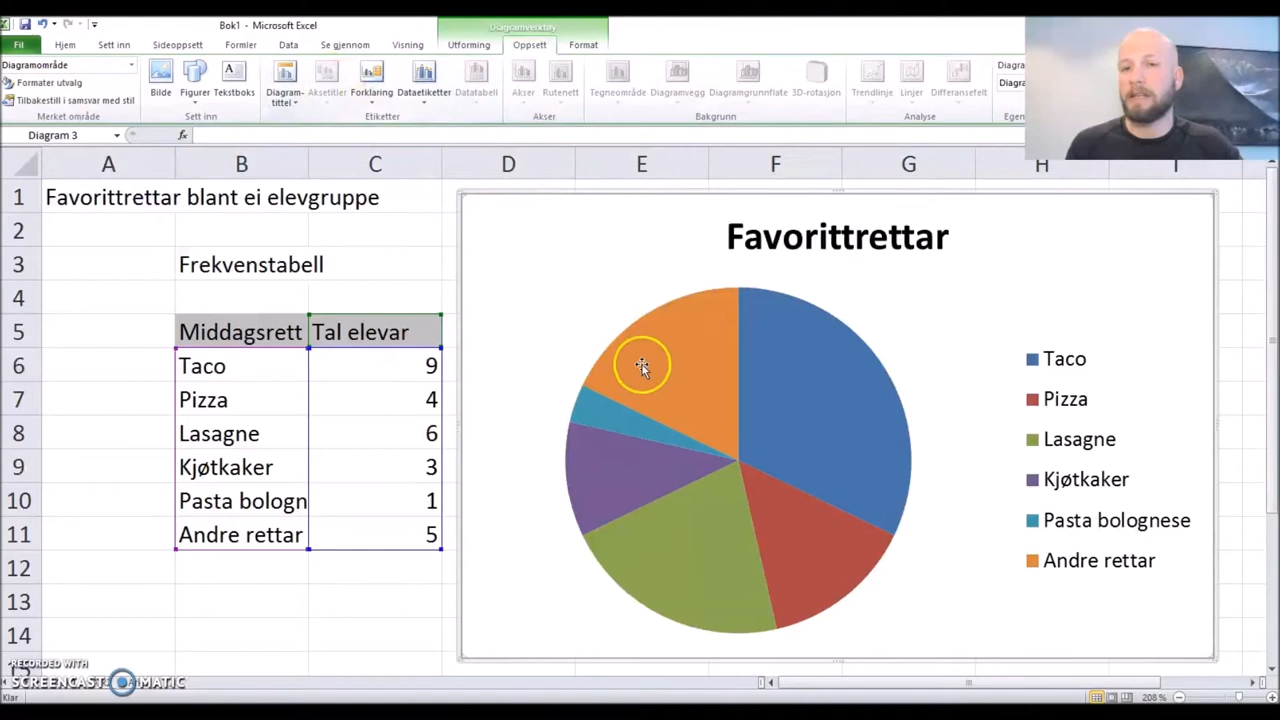 Bok1 - Microsoft Excel
Diagramverktøy
Fil Hjem Sett inn Sideoppsett Formler Data Se gjennom Visning Utforming Oppsett Format
Diagramområde
Formater utvalg
Tilbakestill i samsvar med stil
Merket område
Bilde Figurer Tekstboks
Sett inn
Diagram-
tittel
Aksetitler Forklaring Dataetiketter Datatabell
Etiketter
Akser Rutenett
Akser
Tegneområde Diagramvegg Diagramgrunnflate 3D-rotasjon
Bakgrunn
Trendlinje Linjer Differansefelt
Analyse
Diagram
Diagram
Egen
Diagram 3
fx
A B C D E F G H I
1 Favorittrettar blant ei elevgruppe
2
3 Frekvenstabell
4
5 Middagsrett Tal elevar
6 Taco 9
7 Pizza 4
8 Lasagne 6
9 Kjøtkaker 3
10 Pasta bologn 1
11 Andre rettar 5
12
13
14
15
Favorittrettar
Taco
Pizza
Lasagne
Kjøtkaker
Pasta bolognese
Andre rettar
RECORDED WITH
SCREENCAST-O-MATIC
Klar
208 %